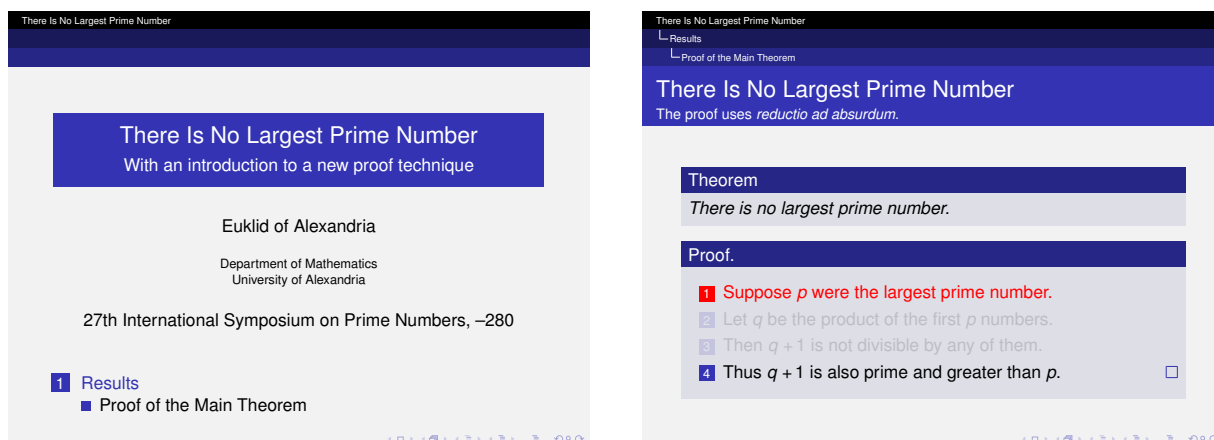 There Is No Largest Prime Number
There Is No Largest Prime Number
With an introduction to a new proof technique
Euklid of Alexandria
Department of Mathematics
University of Alexandria
27th International Symposium on Prime Numbers, –280
1 Results
Proof of the Main Theorem
There Is No Largest Prime Number
Results
Proof of the Main Theorem
There Is No Largest Prime Number
The proof uses reductio ad absurdum.
Theorem
There is no largest prime number.
Proof.
1 Suppose p were the largest prime number.
2 Let q be the product of the first p numbers.
3 Then q + 1 is not divisible by any of them.
4 Thus q + 1 is also prime and greater than p.